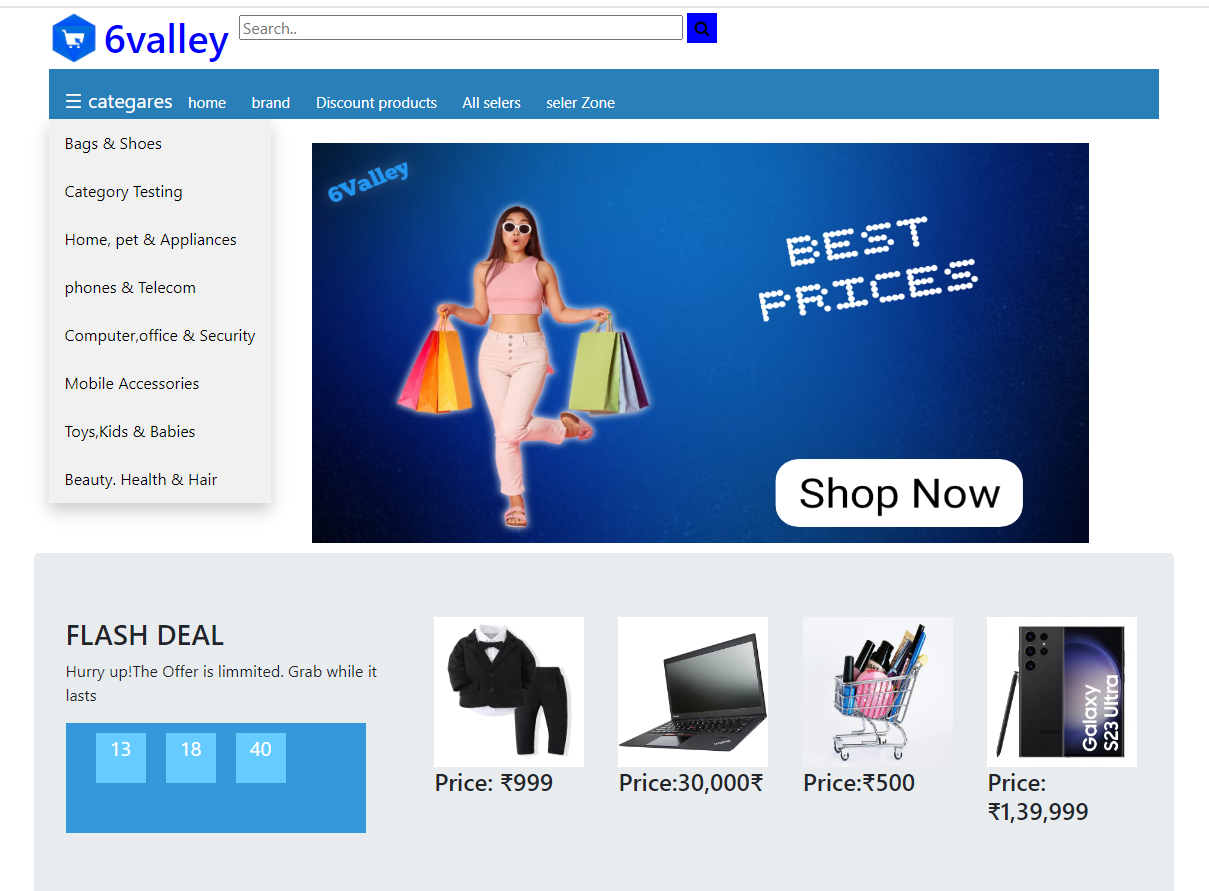 6valley
Search..
☰ categares home brand Discount products All selers seler Zone
Bags & Shoes
Category Testing
Home, pet & Appliances
phones & Telecom
Computer,office & Security
Mobile Accessories
Toys,Kids & Babies
Beauty. Health & Hair
6Valley
BEST
PRICES
Shop Now
FLASH DEAL
Hurry up!The Offer is limmited. Grab while it
lasts
13 18 40
Galaxy
S23 Ultra
Price: ₹999
Price:30,000₹
Price:₹500
Price:
₹1,39,999